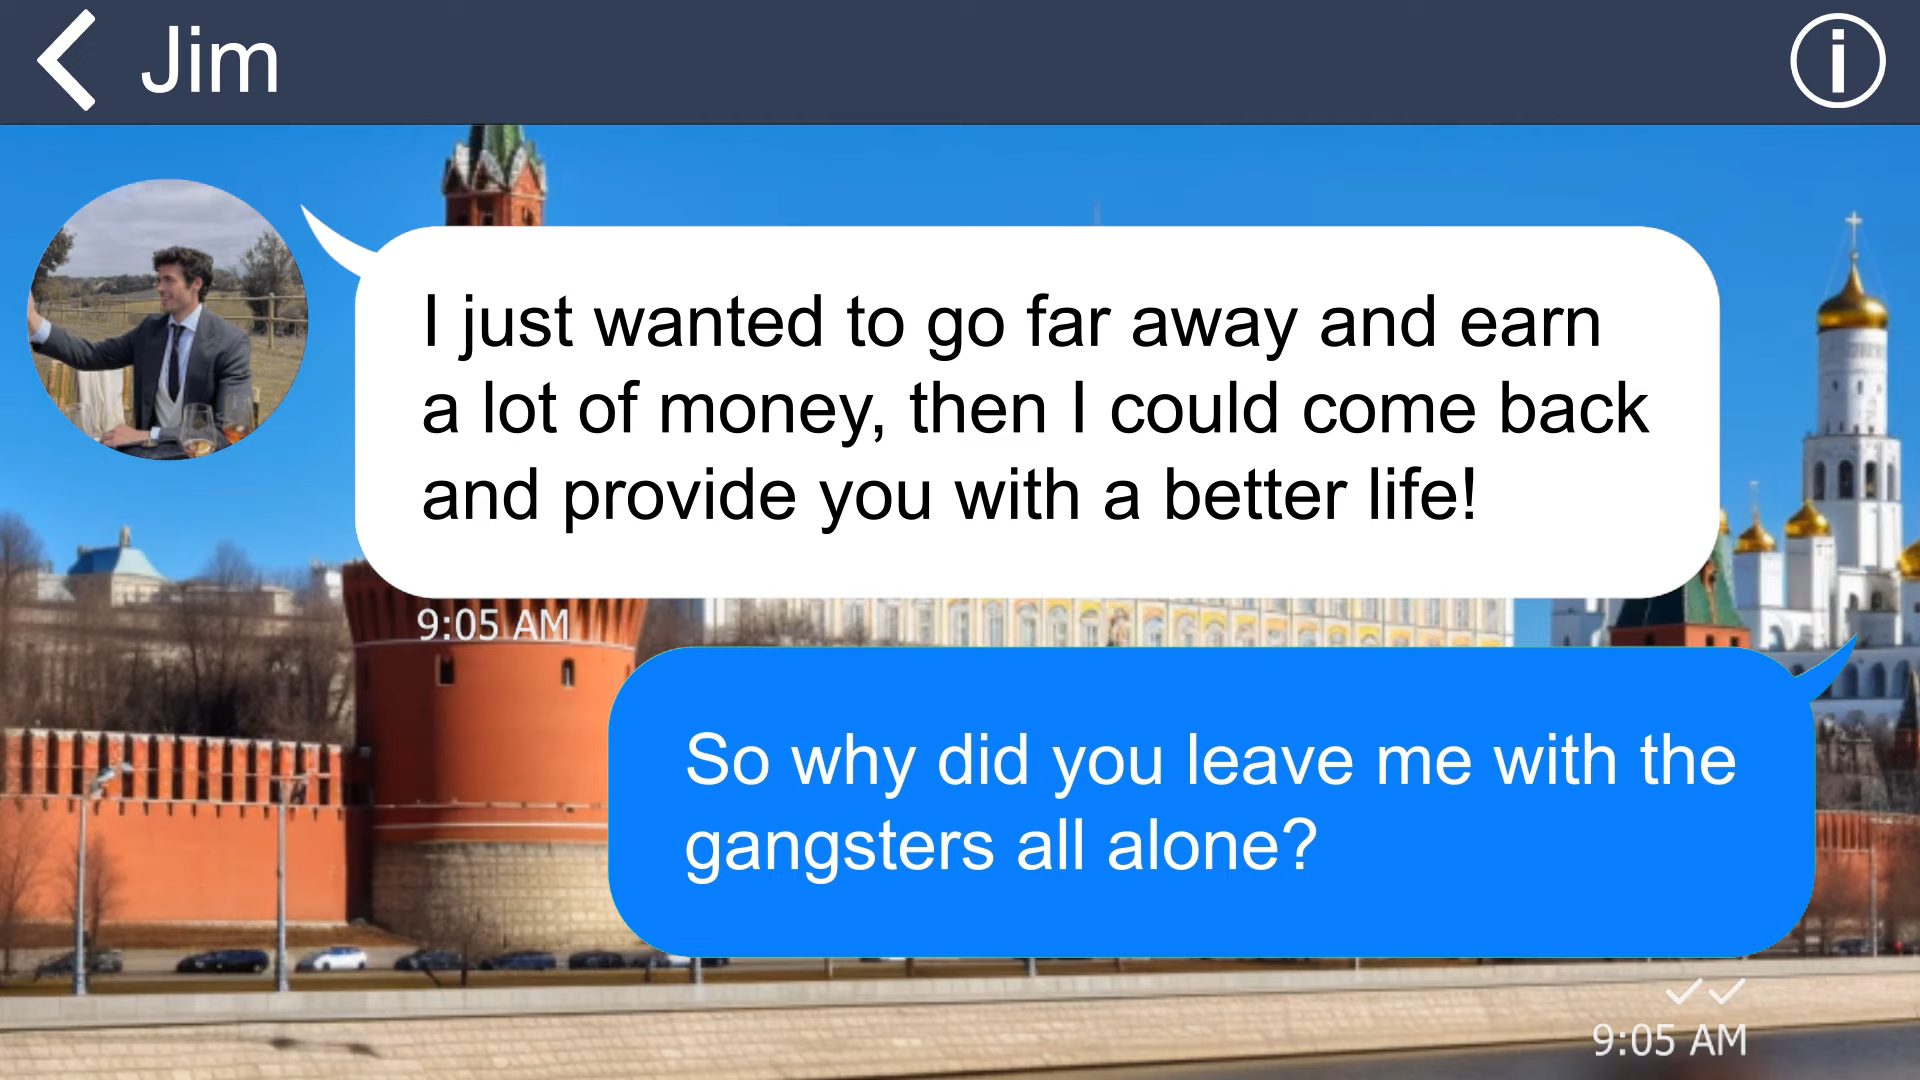 Jim
I just wanted to go far away and earn
a lot of money, then I could come back
and provide you with a better life!
9:05 AM
So why did you leave me with the
gangsters all alone?
9:05 AM